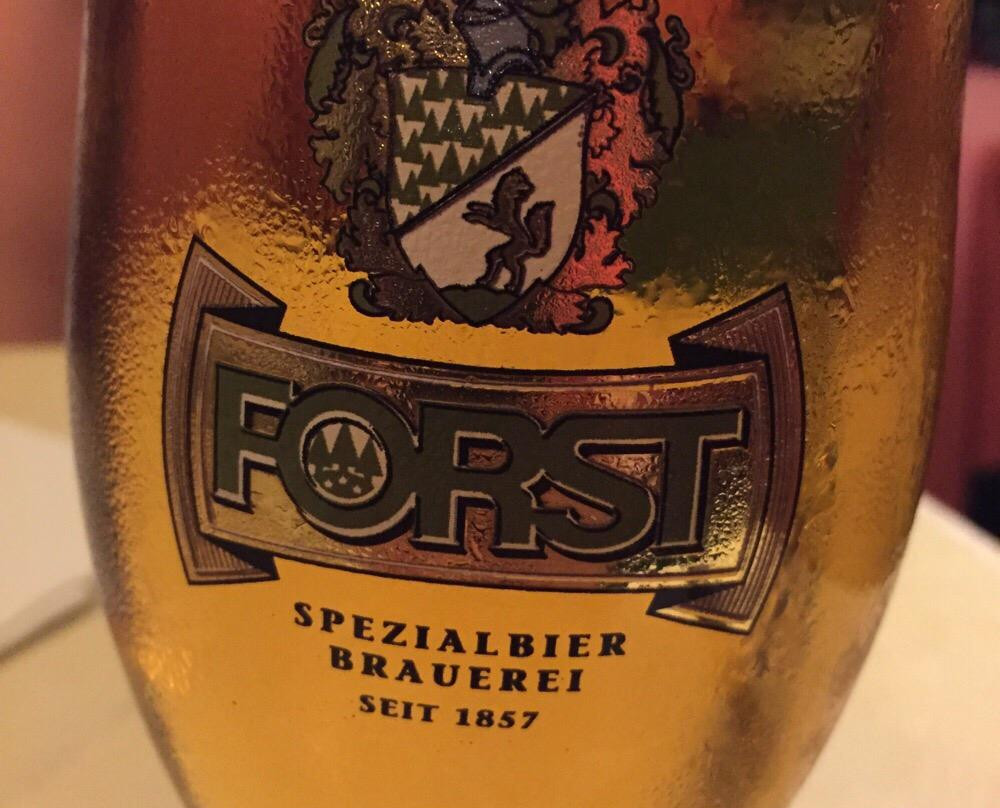 FORST
SPEZIALBIER
BRAUEREI
SEIT 1857